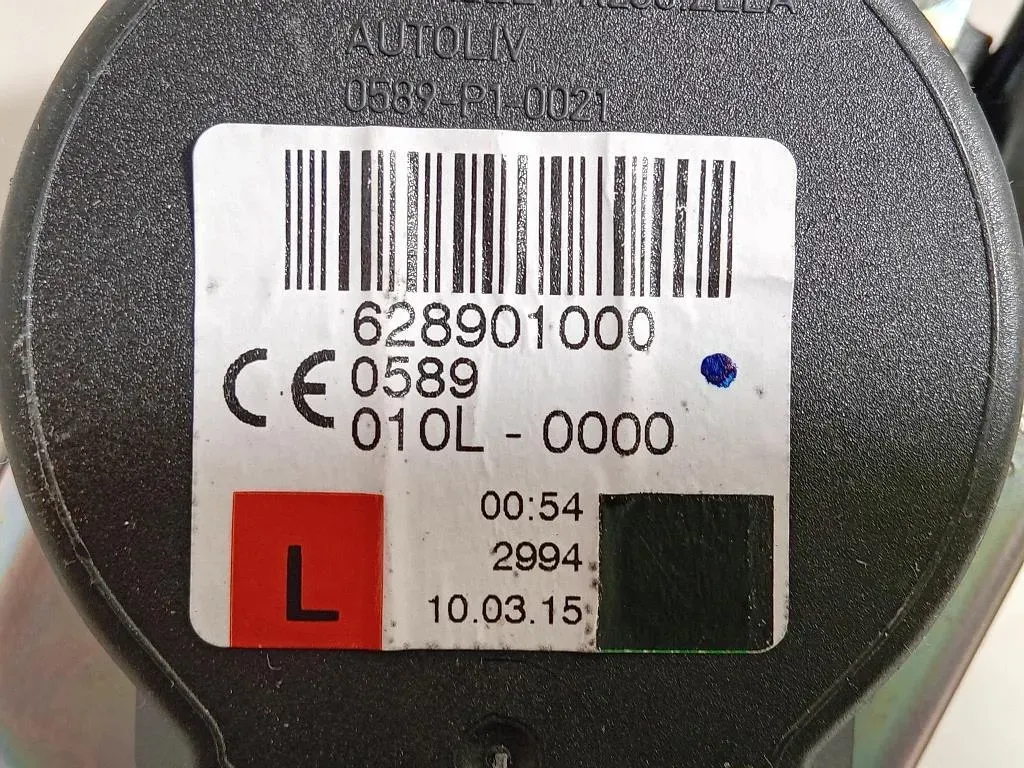 AUTOLIV
0589-P1-0021
628901000
CE 0589
010L - 0000
00:54
L
2994
10.03.15